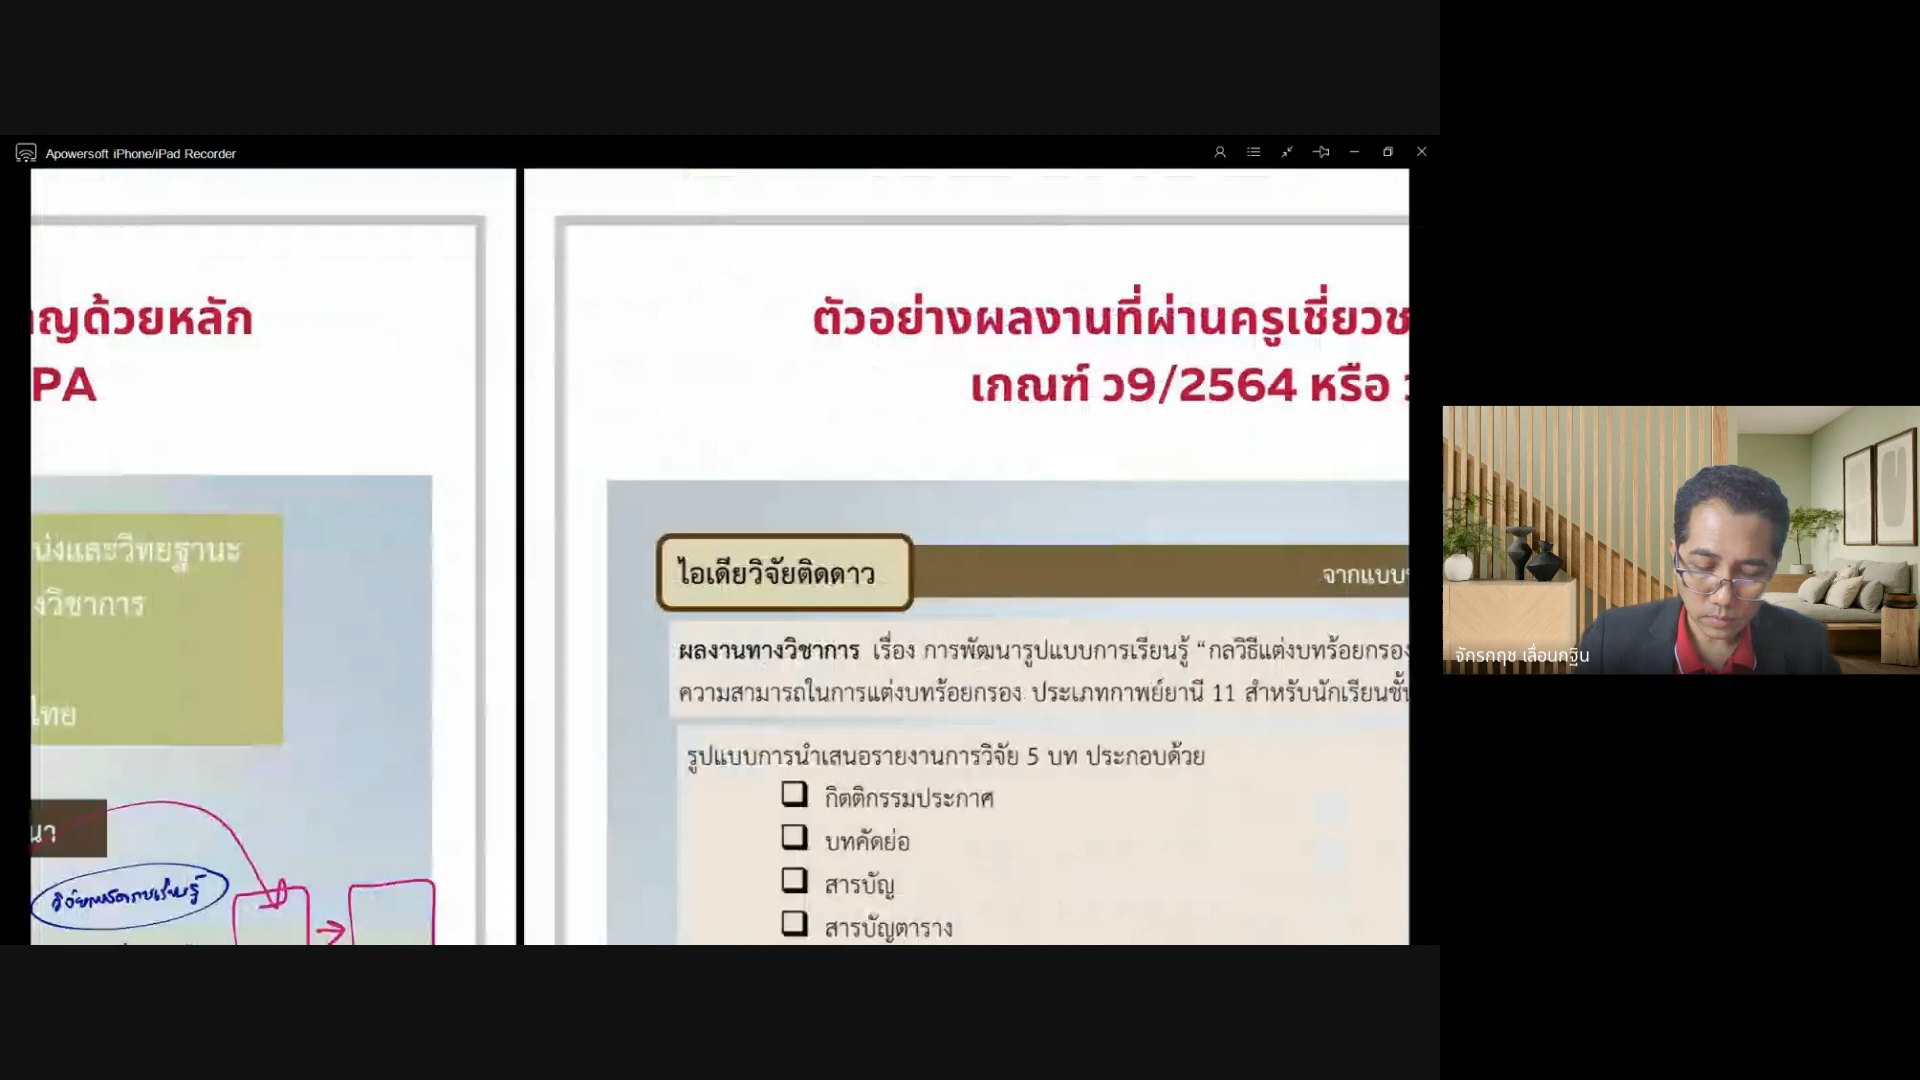 Apowersoft iPhone/iPad Recorder
ญด้วยหลัก
PA
น่งและวิทยฐานะ
งวิชาการ
ไทย
นา
ตัวอย่างผลงานที่ผ่านครูเชี่ยวช
เกณฑ์ ว9/2564 หรือ
ไอเดียวิจัยติดดาว
จากแบบ
ผลงานทางวิชาการ เรื่อง การพัฒนารูปแบบการเรียนรู้ “กลวิธีแต่งบทร้อยกรอง
ความสามารถในการแต่งบทร้อยกรอง ประเภทกาพย์ยานี 11 สำหรับนักเรียนชั้น
รูปแบบการนำเสนอรายงานการวิจัย 5 บท ประกอบด้วย
กิตติกรรมประกาศ
บทคัดย่อ
สารบัญ
สารบัญตาราง
จักรกฤช เลื่อนกฐิน